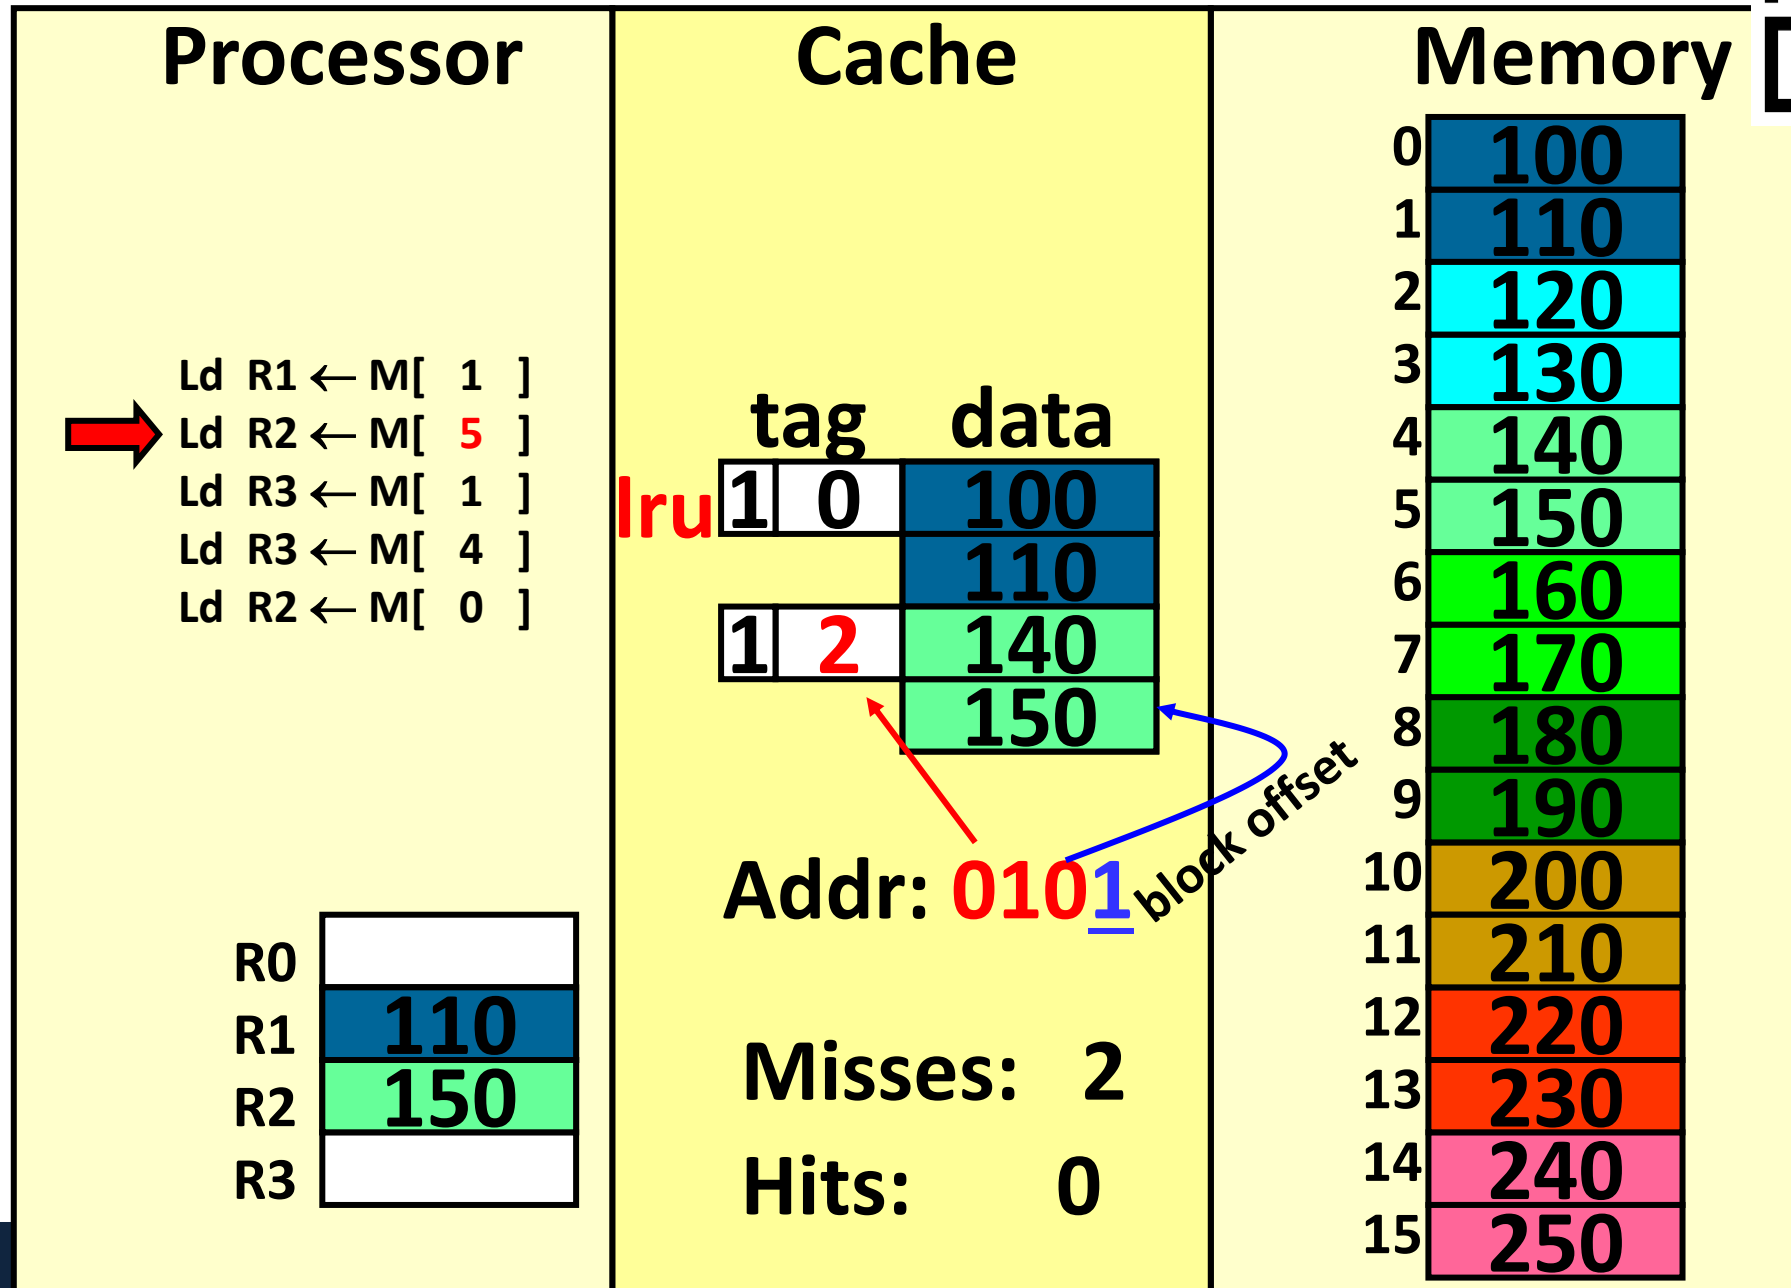 Processor
Ld R1 ← M[ 1 ]
Ld R2 ← M[ 5 ]
Ld R3 ← M[ 1 ]
Ld R3 ← M[ 4 ]
Ld R2 ← M[ 0 ]
R0
R1 110
R2 150
R3
Cache
tag data
lru 1 0 100
110
1 2 140
150
Addr: 0101
block offset
Misses: 2
Hits: 0
Memory
0 100
1 110
2 120
3 130
4 140
5 150
6 160
7 170
8 180
9 190
10 200
11 210
12 220
13 230
14 240
15 250